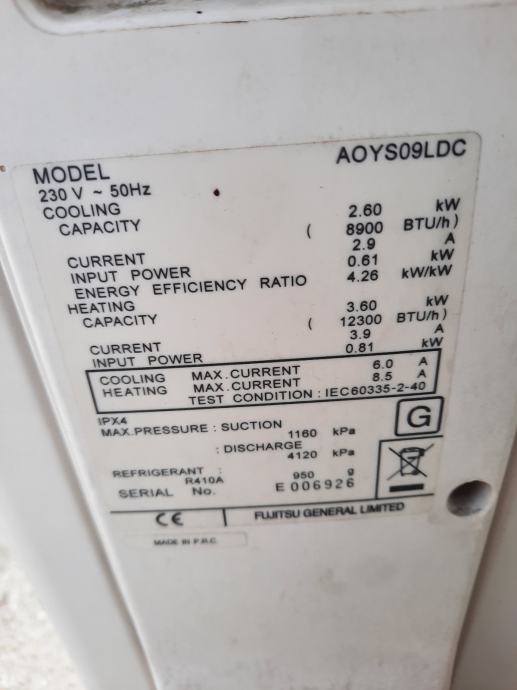 MODEL AOYS09LDC
230 V ~ 50Hz
COOLING
CAPACITY 2.60 kW
( 8900 BTU/h )
CURRENT 2.9 A
INPUT POWER 0.61 kW
ENERGY EFFICIENCY RATIO 4.26 kW/kW
HEATING
CAPACITY 3.60 kW
( 12300 BTU/h )
CURRENT 3.9 A
INPUT POWER 0.81 kW
COOLING MAX.CURRENT 6.0 A
HEATING MAX.CURRENT 8.5 A
TEST CONDITION : IEC60335-2-40
IPX4
MAX.PRESSURE : SUCTION
1160 kPa
: DISCHARGE
4120 kPa
REFRIGERANT :
R410A 950 g
SERIAL No. E 006926
G
CE FUJITSU GENERAL LIMITED
MADE IN P.R.C